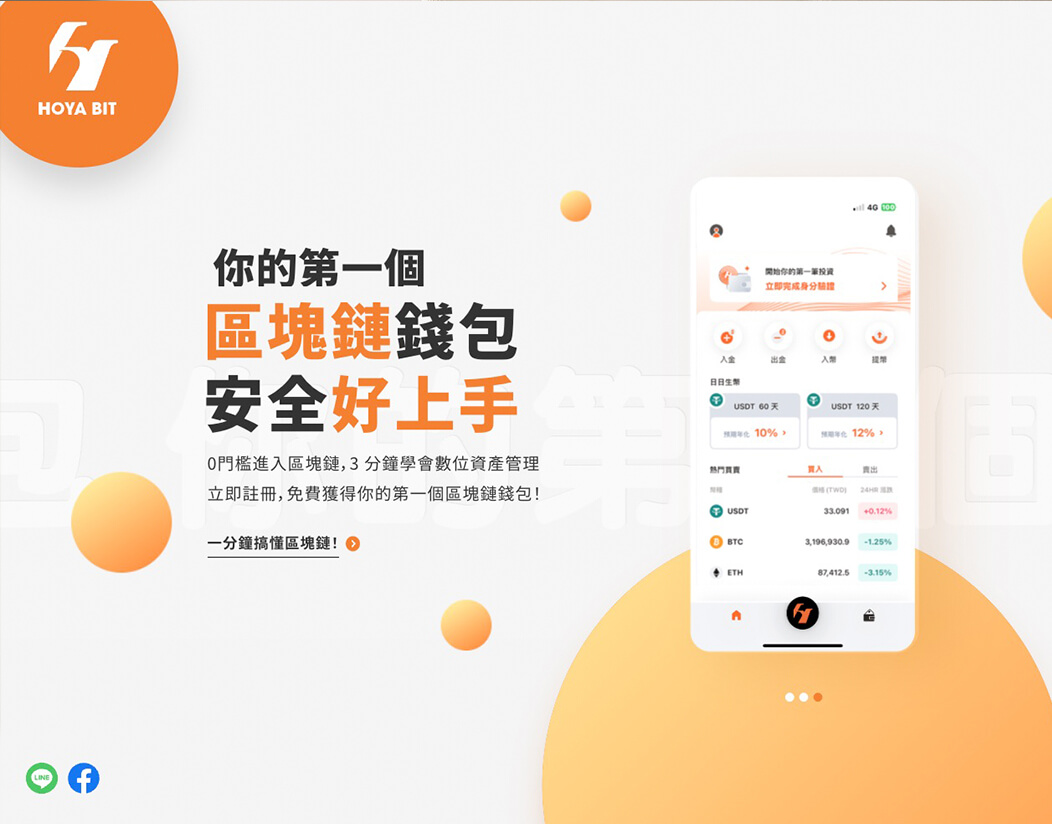 HOYA BIT
你的第一個
區塊鏈錢包
安全好上手
0門檻進入區塊鏈，3 分鐘學會數位資產管理
立即註冊，免費獲得你的第一個區塊鏈錢包！
一分鐘搞懂區塊鏈！
包 你的第一個
4G 100
開始你的第一筆投資
立即完成身分驗證
入金 出金 入幣 提幣
日日生幣
USDT 60 天 USDT 120 天
預期年化 10% 預期年化 12%
熱門買賣 買入 賣出
幣種 價格 (TWD) 24HR 漲跌
USDT 33.091 +0.12%
BTC 3,196,930.9 -1.25%
ETH 87,412.5 -3.15%
LINE